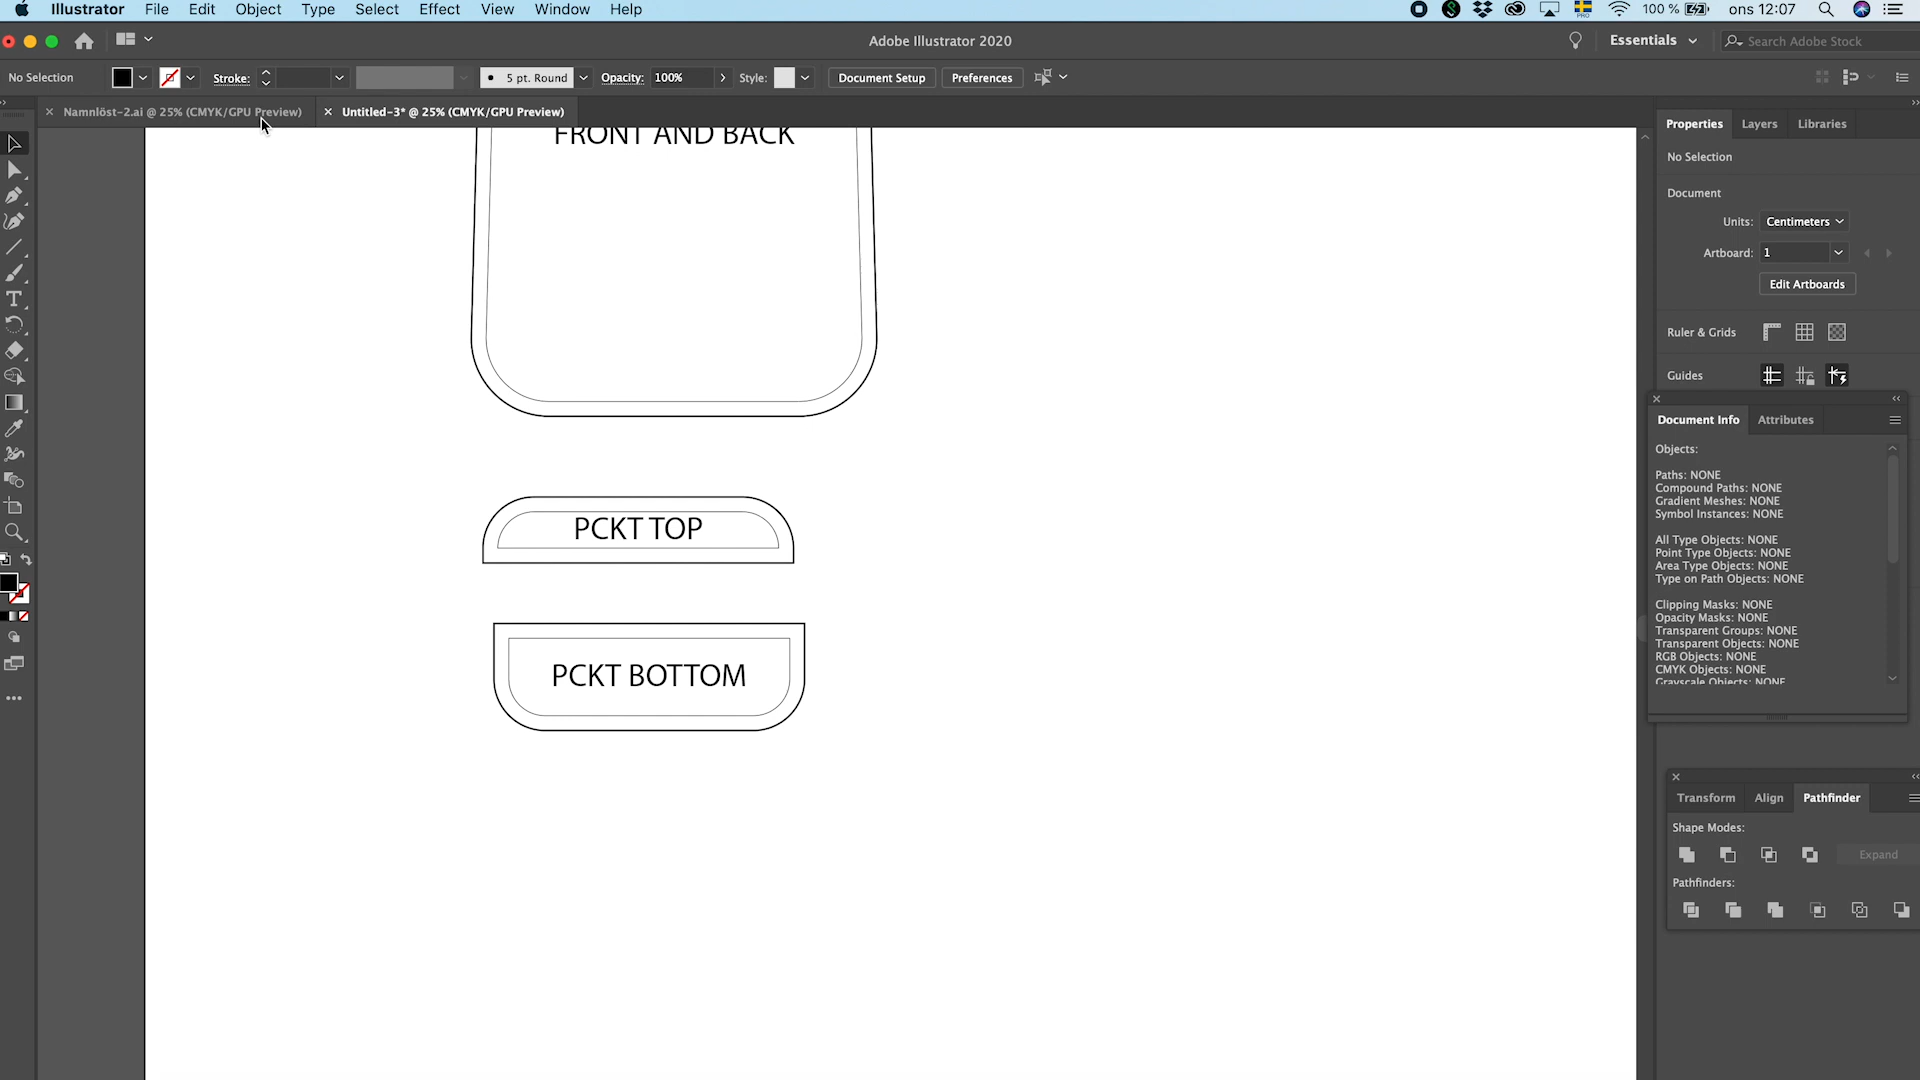 Illustrator File Edit Object Type Select Effect View Window Help
100 % ons 12:07
Adobe Illustrator 2020
Essentials
Search Adobe Stock
No Selection
Stroke:
5 pt. Round
Opacity: 100%
Style:
Document Setup
Preferences
Namnlöst-2.ai @ 25% (CMYK/GPU Preview)
Untitled-3* @ 25% (CMYK/GPU Preview)
FRONT AND BACK
PCKT TOP
PCKT BOTTOM
Properties Layers Libraries
No Selection
Document
Units: Centimeters
Artboard: 1
Edit Artboards
Ruler & Grids
Guides
Document Info Attributes
Objects:
Paths: NONE
Compound Paths: NONE
Gradient Meshes: NONE
Symbol Instances: NONE
All Type Objects: NONE
Point Type Objects: NONE
Area Type Objects: NONE
Type on Path Objects: NONE
Clipping Masks: NONE
Opacity Masks: NONE
Transparent Groups: NONE
Transparent Objects: NONE
RGB Objects: NONE
CMYK Objects: NONE
Grayscale Objects: NONE
Transform Align Pathfinder
Shape Modes:
Expand
Pathfinders: